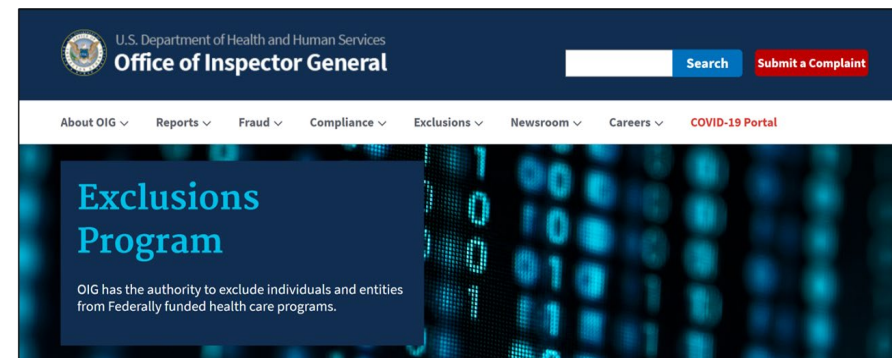 U.S. Department of Health and Human Services
Office of Inspector General
Search
Submit a Complaint
About OIG
Reports
Fraud
Compliance
Exclusions
Newsroom
Careers
COVID-19 Portal
Exclusions
Program
OIG has the authority to exclude individuals and entities
from Federally funded health care programs.